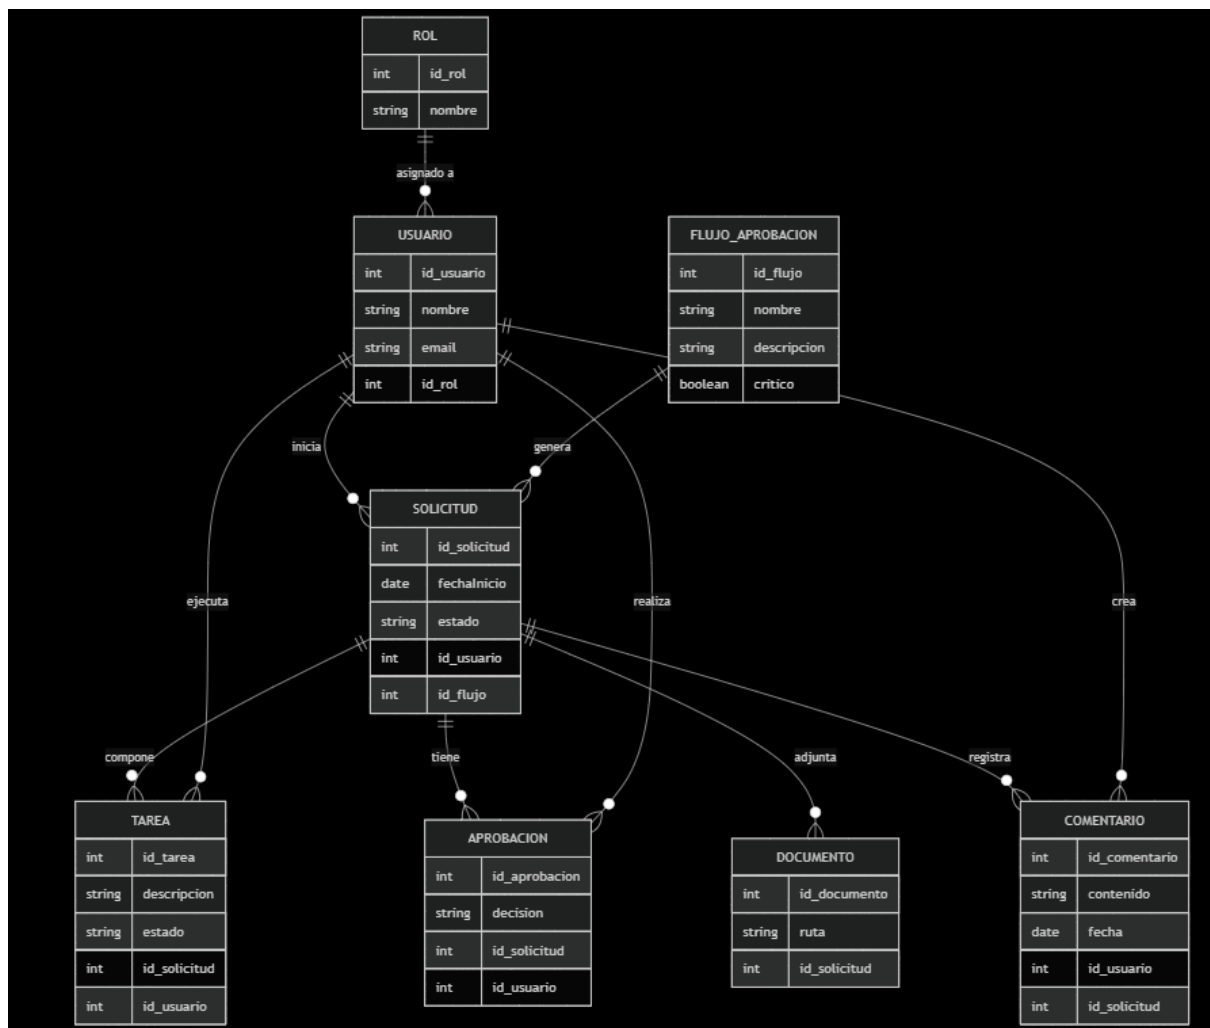 ROL
int id_rol
string nombre
asignado a
USUARIO
int id_usuario
string nombre
string email
int id_rol
FLUJO_APROBACION
int id_flujo
string nombre
string descripcion
boolean critico
inicia
genera
SOLICITUD
int id_solicitud
date fechaInicio
string estado
int id_usuario
int id_flujo
ejecuta
realiza
crea
compone
tiene
adjunta
registra
TAREA
int id_tarea
string descripcion
string estado
int id_solicitud
int id_usuario
APROBACION
int id_aprobacion
string decision
int id_solicitud
int id_usuario
DOCUMENTO
int id_documento
string ruta
int id_solicitud
COMENTARIO
int id_comentario
string contenido
date fecha
int id_usuario
int id_solicitud